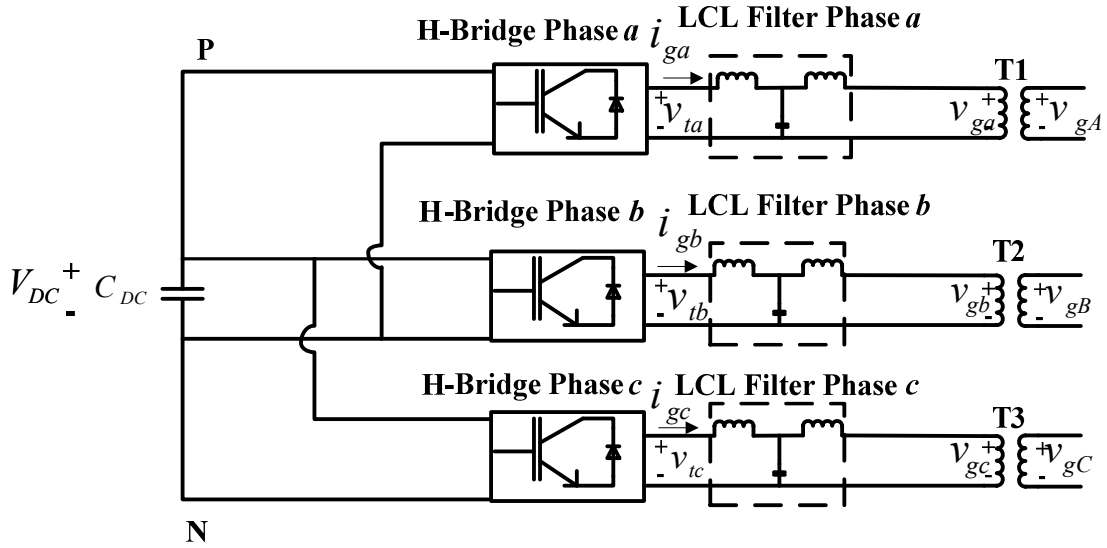 H-Bridge Phase a
i_ga
LCL Filter Phase a
P
T1
+ v_ta -
v_ga + -
+ v_gA -
H-Bridge Phase b
i_gb
LCL Filter Phase b
T2
V_DC + -
C_DC
+ v_tb -
v_gb + -
+ v_gB -
H-Bridge Phase c
i_gc
LCL Filter Phase c
T3
+ v_tc -
v_gc + -
+ v_gC -
N